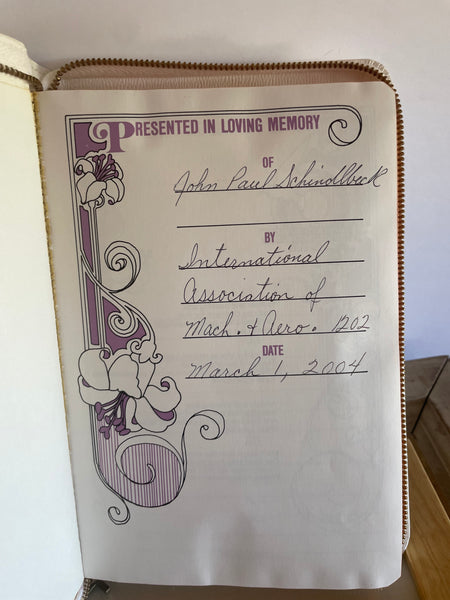 PRESENTED IN LOVING MEMORY
OF
John Paul Schindlbeck
BY
International
Association of
Mach. & Aero. 1202
DATE
March 1, 2004